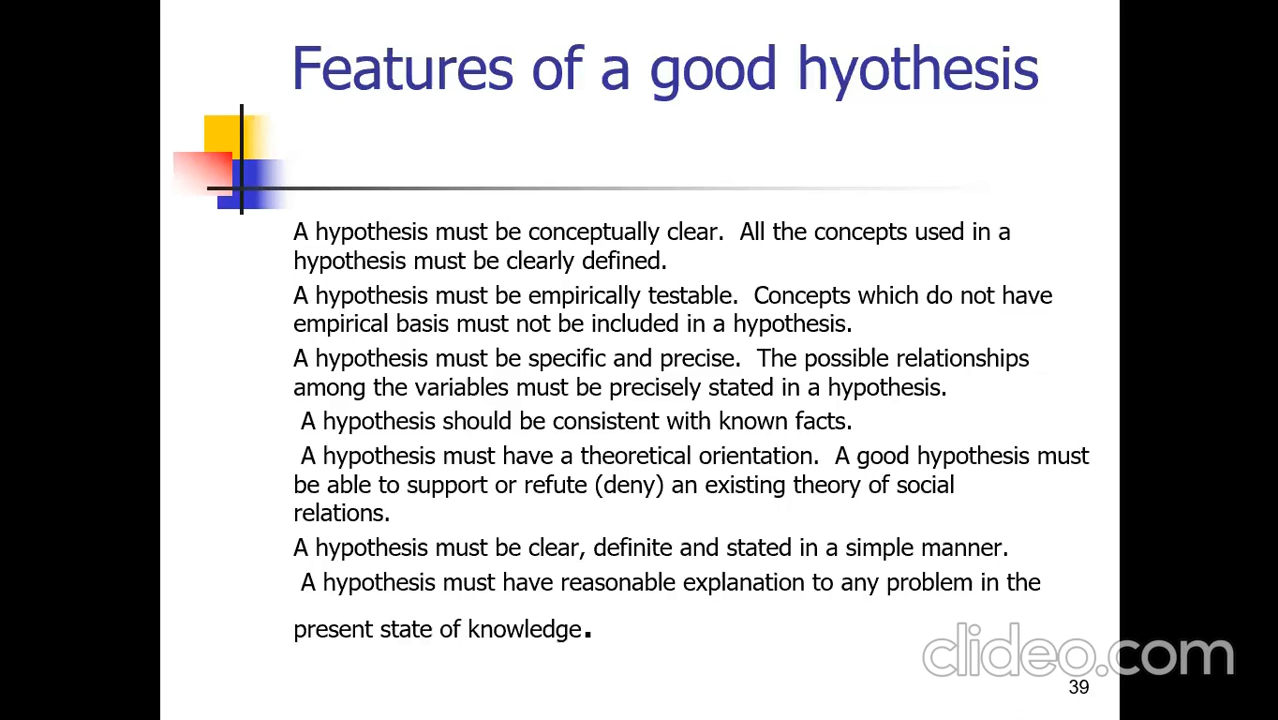 Features of a good hyothesis
A hypothesis must be conceptually clear.  All the concepts used in a
hypothesis must be clearly defined.
A hypothesis must be empirically testable.  Concepts which do not have
empirical basis must not be included in a hypothesis.
A hypothesis must be specific and precise.  The possible relationships
among the variables must be precisely stated in a hypothesis.
A hypothesis should be consistent with known facts.
A hypothesis must have a theoretical orientation.  A good hypothesis must
be able to support or refute (deny) an existing theory of social
relations.
A hypothesis must be clear, definite and stated in a simple manner.
A hypothesis must have reasonable explanation to any problem in the
present state of knowledge.
clideo.com
39